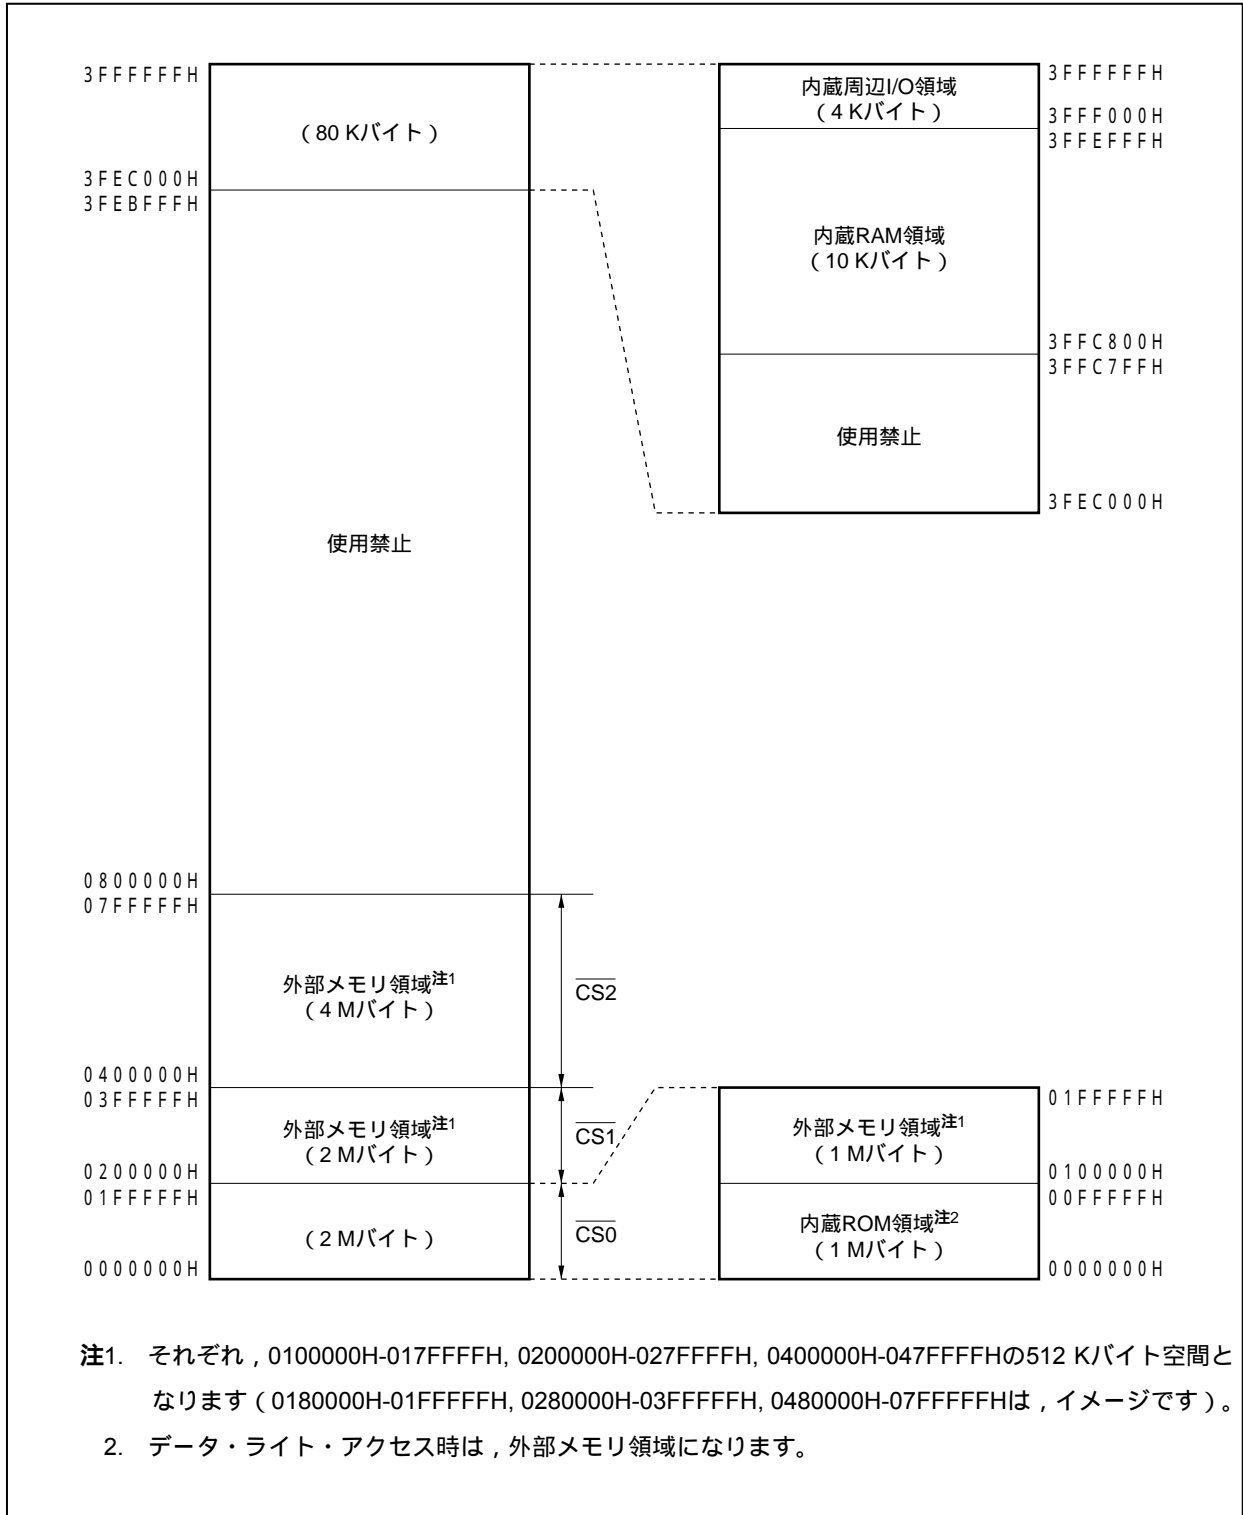 3FFFFFFH
(80 Kバイト)
3FEC000H
3FEBFFFH
使用禁止
0800000H
07FFFFFH
外部メモリ領域注1
(4 Mバイト)
CS2
0400000H
03FFFFFH
外部メモリ領域注1
(2 Mバイト)
CS1
0200000H
01FFFFFH
(2 Mバイト)
CS0
0000000H
内蔵周辺I/O領域
(4 Kバイト)
3FFFFFFH
3FFF000H
3FFEFFFH
内蔵RAM領域
(10 Kバイト)
3FFC800H
3FFC7FFH
使用禁止
3FEC000H
01FFFFFH
外部メモリ領域注1
(1 Mバイト)
0100000H
00FFFFFH
内蔵ROM領域注2
(1 Mバイト)
0000000H
注1. それぞれ,0100000H-017FFFFH, 0200000H-027FFFFH, 0400000H-047FFFFHの512 Kバイト空間と
なります(0180000H-01FFFFFH, 0280000H-03FFFFFH, 0480000H-07FFFFFHは,イメージです)。
2. データ・ライト・アクセス時は,外部メモリ領域になります。